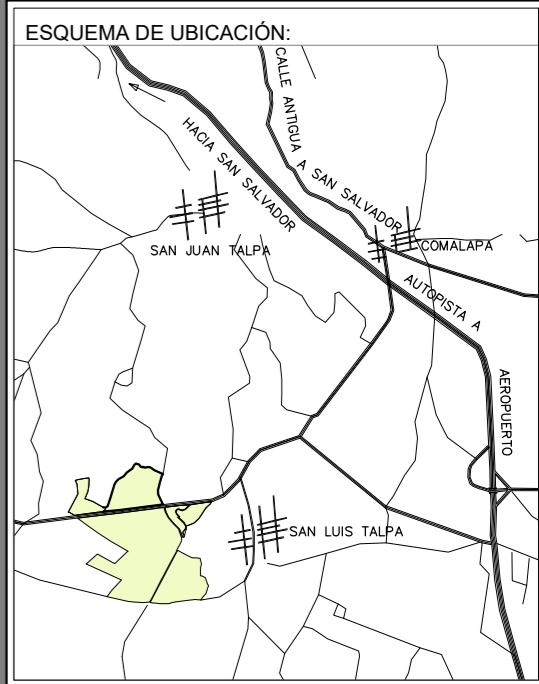 ESQUEMA DE UBICACIÓN:
CALLE ANTIGUA A SAN SALVADOR
HACIA SAN SALVADOR
SAN JUAN TALPA
COMALAPA
AUTOPISTA A
AEROPUERTO
SAN LUIS TALPA